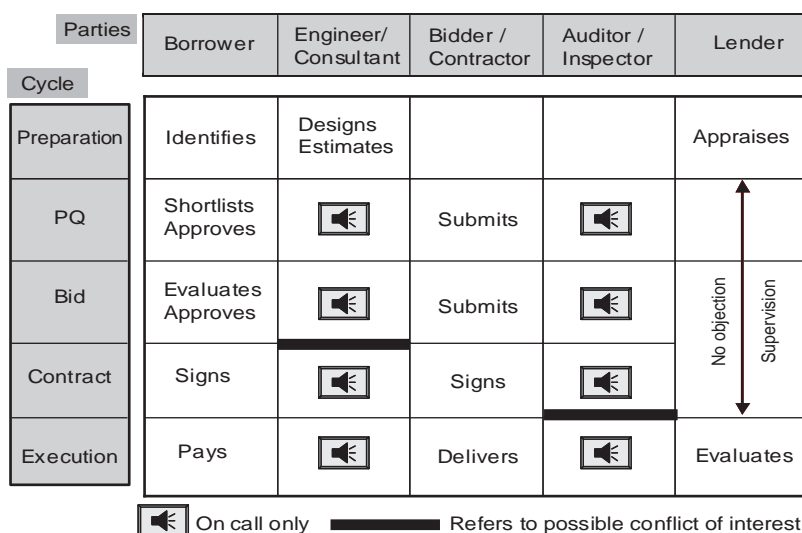 Parties
Borrower
Engineer/
Consultant
Bidder /
Contractor
Auditor /
Inspector
Lender
Cycle
Preparation
Identifies
Designs
Estimates
Appraises
PQ
Shortlists
Approves
Submits
Bid
Evaluates
Approves
Submits
No objection
Supervision
Contract
Signs
Signs
Execution
Pays
Delivers
Evaluates
On call only
Refers to possible conflict of interest